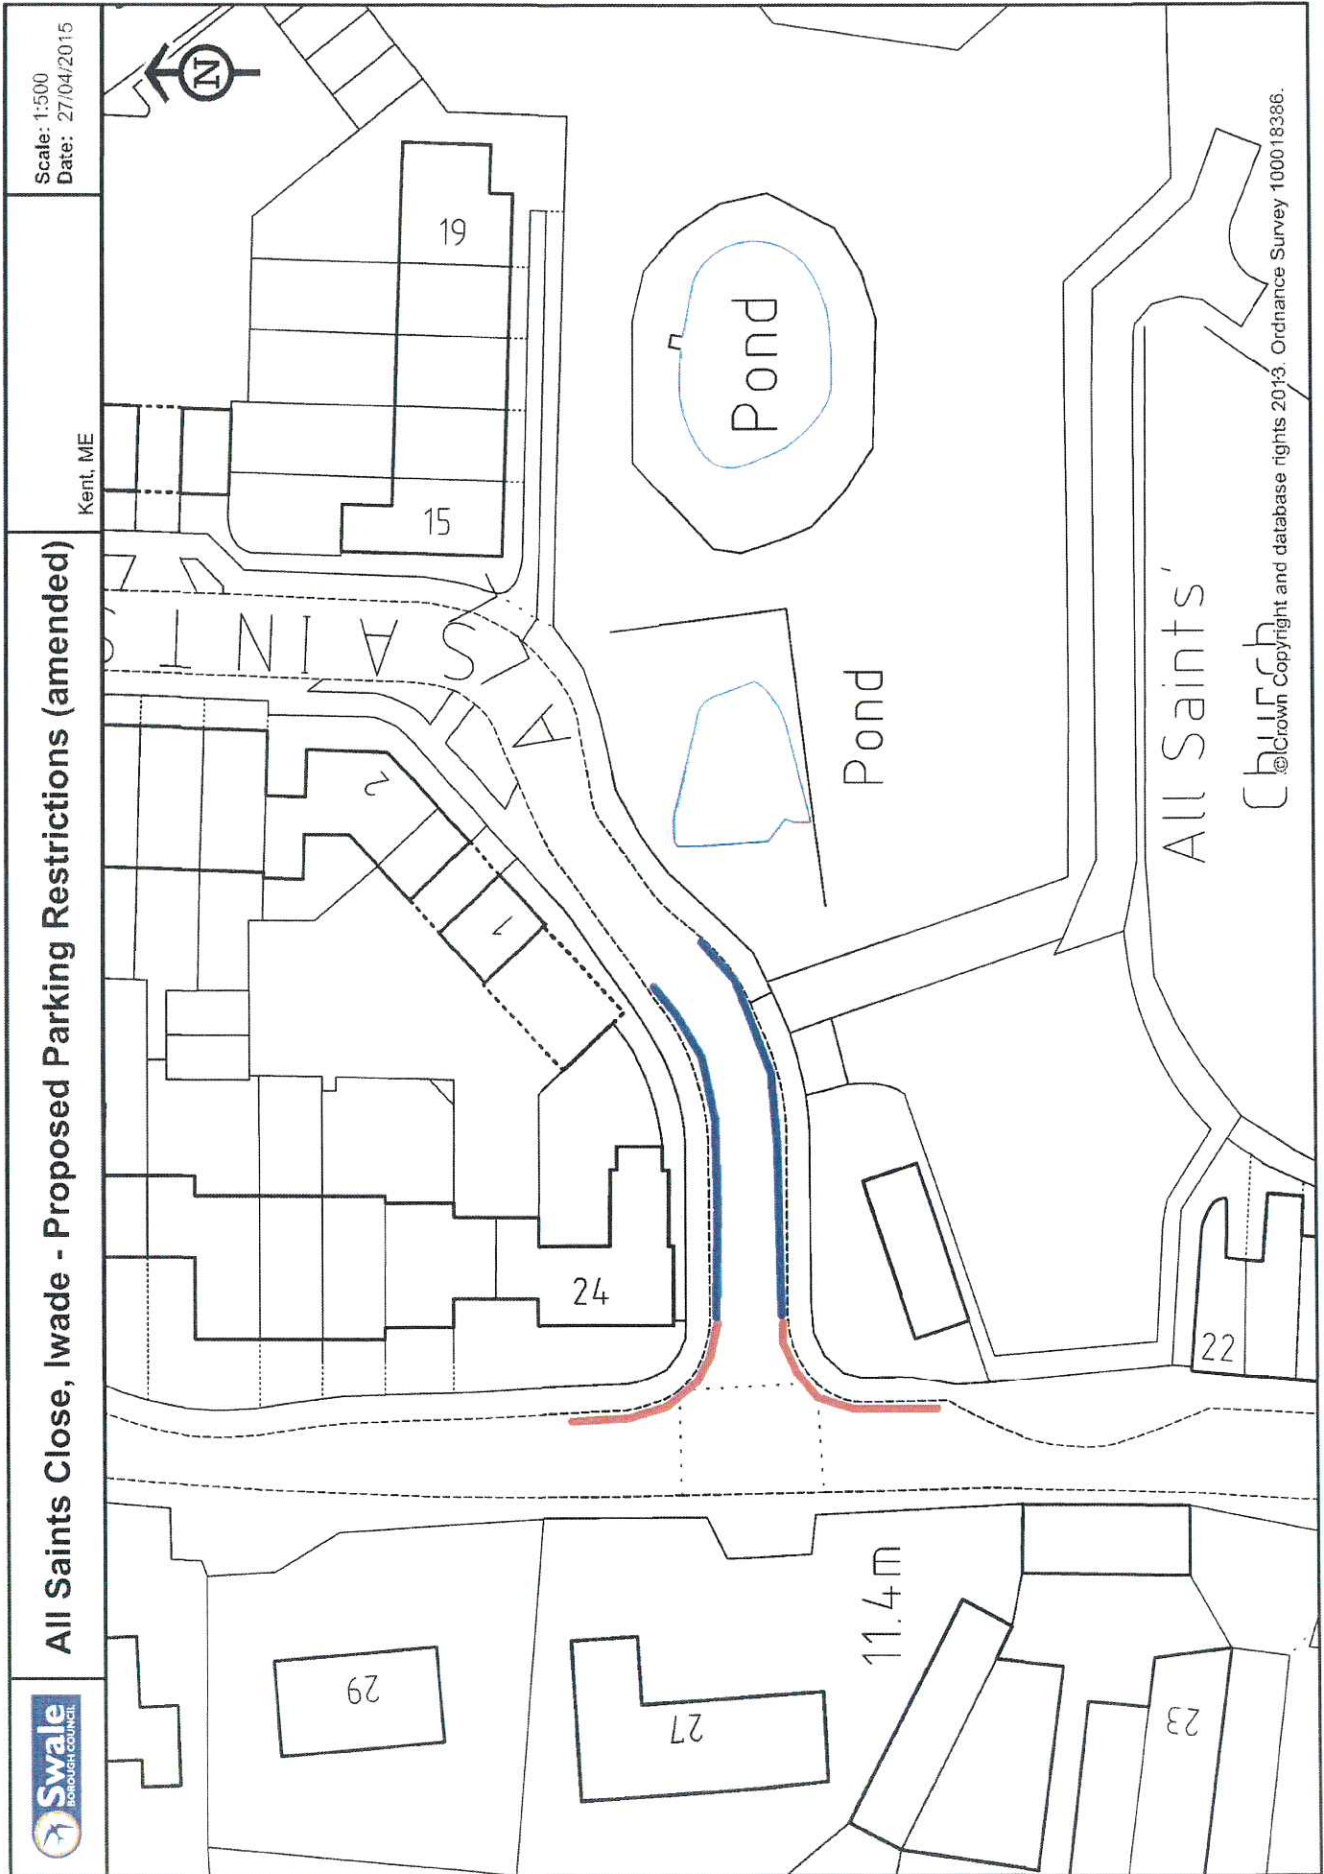 Swale
BOROUGH COUNCIL
All Saints Close, Iwade - Proposed Parking Restrictions (amended)
Kent, ME
Scale: 1:500
Date: 27/04/2015
N
19
15
2
1
24
ALL SAINTS
Pond
Pond
29
27
11.4m
23
22
All Saints'
Church
©Crown Copyright and database rights 2013. Ordnance Survey 100018386.